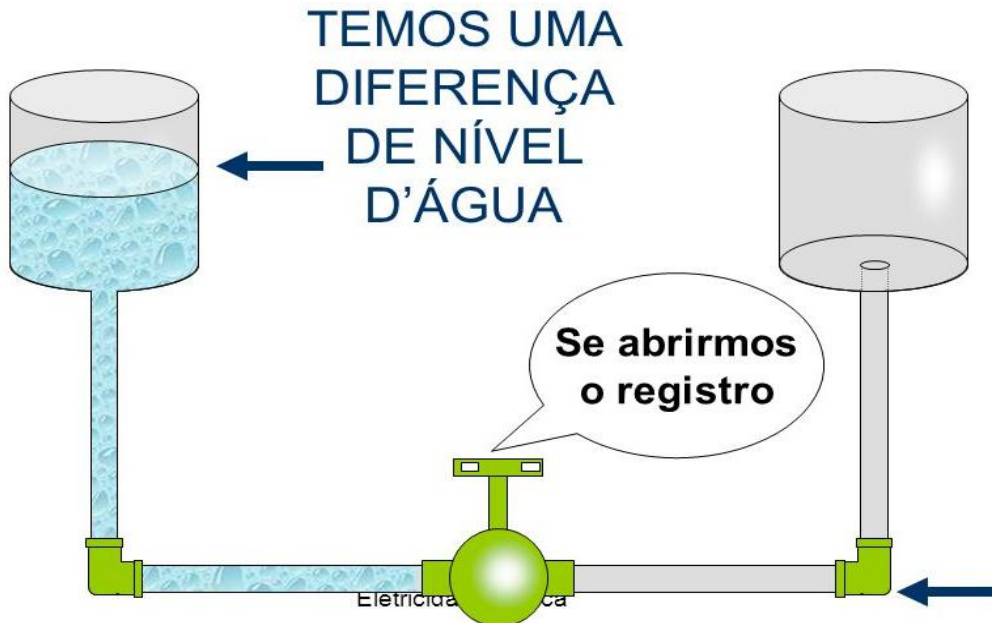 TEMOS UMA
DIFERENÇA
DE NÍVEL
D’ÁGUA
Se abrirmos
o registro